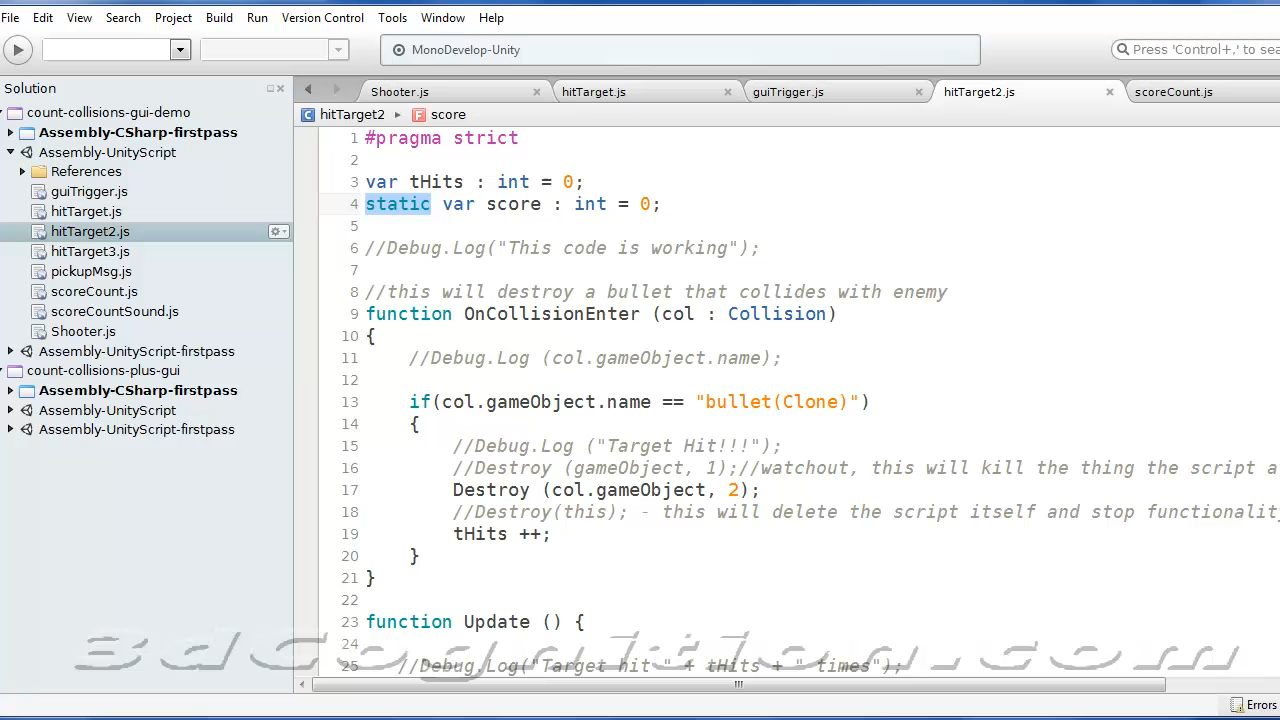 File Edit View Search Project Build Run Version Control Tools Window Help
MonoDevelop-Unity
Press 'Control+,' to sea
Solution
Shooter.js hitTarget.js guiTrigger.js hitTarget2.js scoreCount.js
hitTarget2 score
count-collisions-gui-demo
Assembly-CSharp-firstpass
Assembly-UnityScript
References
guiTrigger.js
hitTarget.js
hitTarget2.js
hitTarget3.js
pickupMsg.js
scoreCount.js
scoreCountSound.js
Shooter.js
Assembly-UnityScript-firstpass
count-collisions-plus-gui
Assembly-CSharp-firstpass
Assembly-UnityScript
Assembly-UnityScript-firstpass
1 #pragma strict
2
3 var tHits : int = 0;
4 static var score : int = 0;
5
6 //Debug.Log("This code is working");
7
8 //this will destroy a bullet that collides with enemy
9 function OnCollisionEnter (col : Collision)
10 {
11 //Debug.Log (col.gameObject.name);
12
13 if(col.gameObject.name == "bullet(Clone)")
14 {
15 //Debug.Log ("Target Hit!!!");
16 //Destroy (gameObject, 1);//watchout, this will kill the thing the script a
17 Destroy (col.gameObject, 2);
18 //Destroy(this); - this will delete the script itself and stop functionality
19 tHits ++;
20 }
21 }
22
23 function Update () {
24
25 //Debug.Log("Target hit " + tHits + " times");
3dCognition.com
Errors